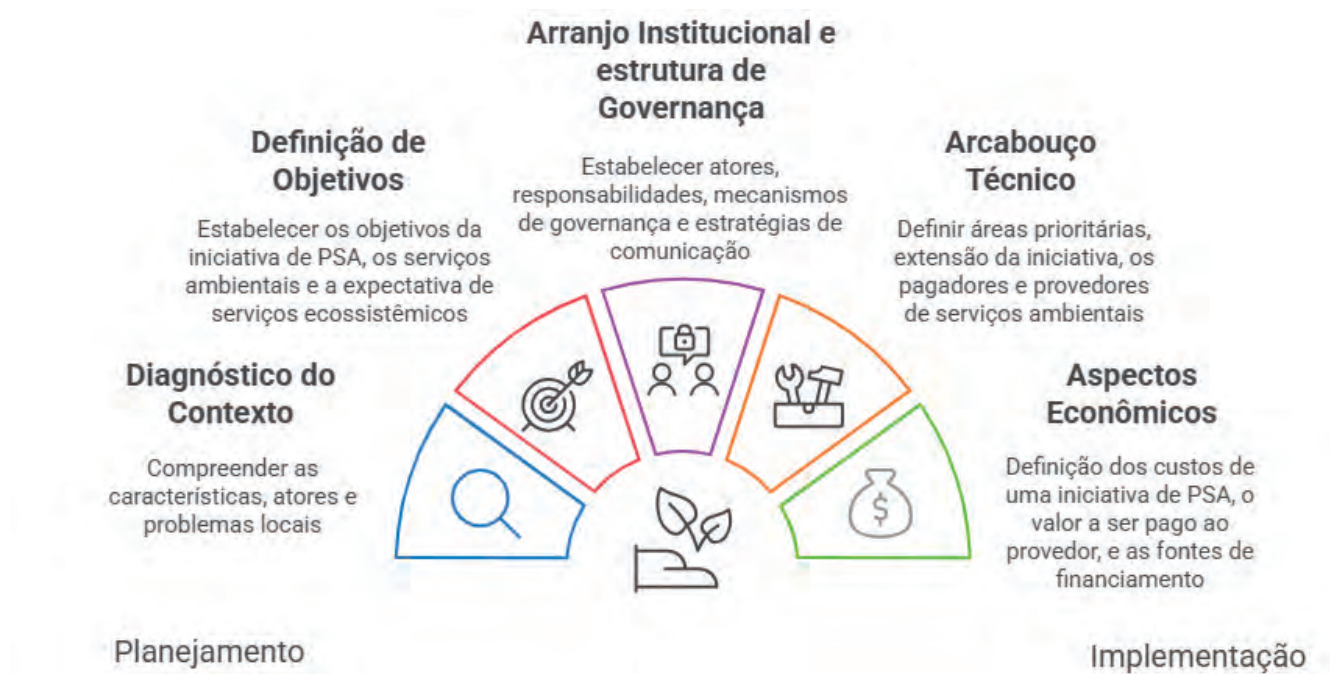 Arranjo Institucional e
estrutura de
Governança
Estabelecer atores,
responsabilidades, mecanismos
de governança e estratégias de
comunicação
Definição de
Objetivos
Estabelecer os objetivos da
iniciativa de PSA, os serviços
ambientais e a expectativa de
serviços ecossistêmicos
Arcabouço
Técnico
Definir áreas prioritárias,
extensão da iniciativa, os
pagadores e provedores
de serviços ambientais
Diagnóstico do
Contexto
Compreender as
características, atores e
problemas locais
Aspectos
Econômicos
Definição dos custos de
uma iniciativa de PSA, o
valor a ser pago ao
provedor, e as fontes de
financiamento
$
Planejamento
Implementação